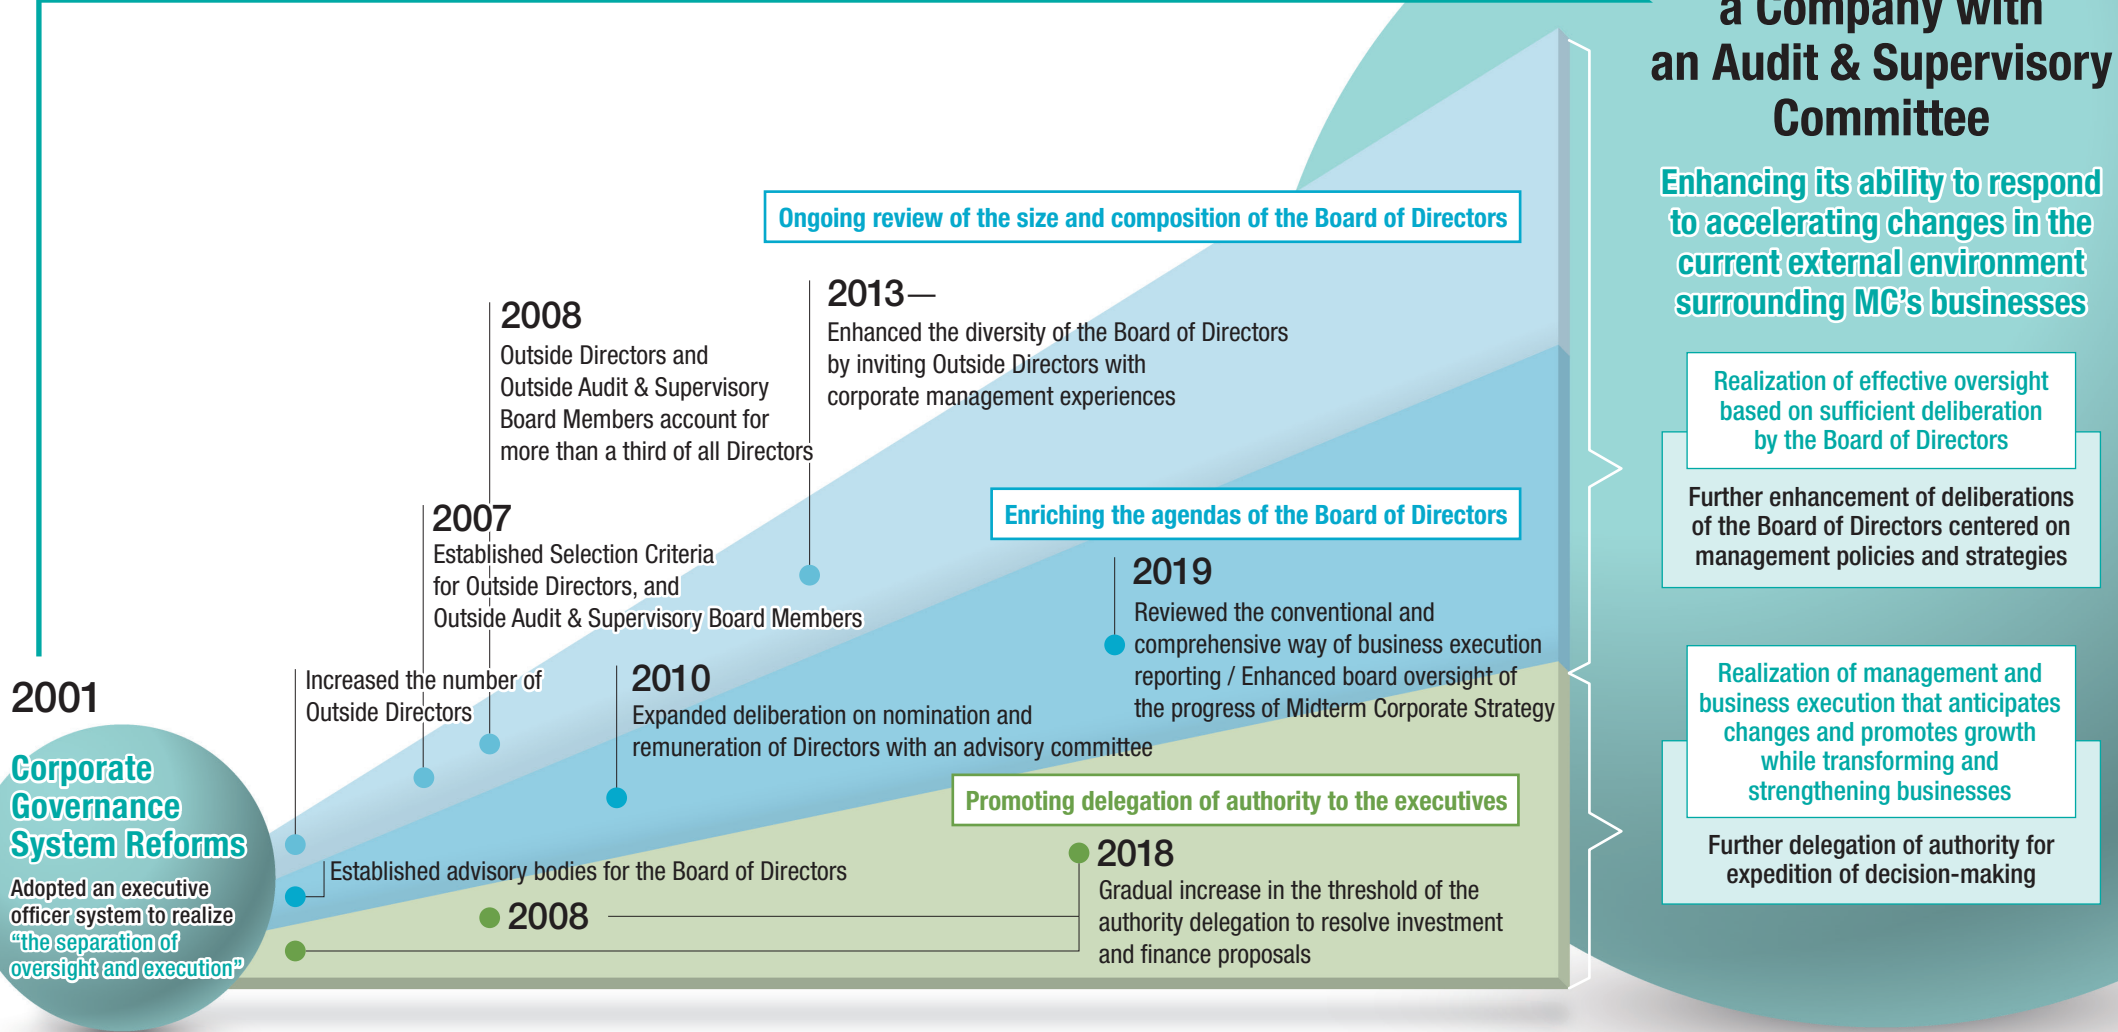 a Company with
an Audit & Supervisory
Committee
Enhancing its ability to respond
to accelerating changes in the
current external environment
surrounding MC's businesses
Realization of effective oversight
based on sufficient deliberation
by the Board of Directors
Further enhancement of deliberations
of the Board of Directors centered on
management policies and strategies
Realization of management and
business execution that anticipates
changes and promotes growth
while transforming and
strengthening businesses
Further delegation of authority for
expedition of decision-making
Ongoing review of the size and composition of the Board of Directors
2013—
Enhanced the diversity of the Board of Directors
by inviting Outside Directors with
corporate management experiences
2008
Outside Directors and
Outside Audit & Supervisory
Board Members account for
more than a third of all Directors
2007
Established Selection Criteria
for Outside Directors, and
Outside Audit & Supervisory Board Members
Increased the number of
Outside Directors
Enriching the agendas of the Board of Directors
2019
Reviewed the conventional and
comprehensive way of business execution
reporting / Enhanced board oversight of
the progress of Midterm Corporate Strategy
2010
Expanded deliberation on nomination and
remuneration of Directors with an advisory committee
Established advisory bodies for the Board of Directors
Promoting delegation of authority to the executives
2018
Gradual increase in the threshold of the
authority delegation to resolve investment
and finance proposals
2008
2001
Corporate
Governance
System Reforms
Adopted an executive
officer system to realize
"the separation of
oversight and execution"